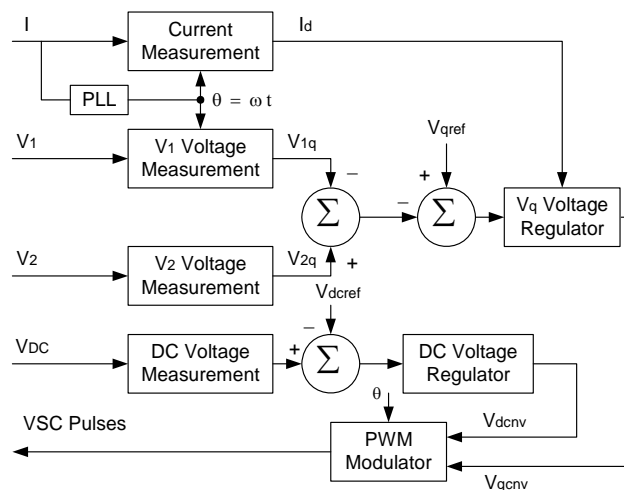 I
Current
Measurement
Id
PLL
θ = ω t
V1
V1 Voltage
Measurement
V1q
Vqref
−
+
Σ
−
Σ
Vq Voltage
Regulator
V2
V2 Voltage
Measurement
V2q
+
Vdcref
−
VDC
DC Voltage
Measurement
+
Σ
DC Voltage
Regulator
θ
VSC Pulses
PWM
Modulator
Vdcnv
Vqcnv